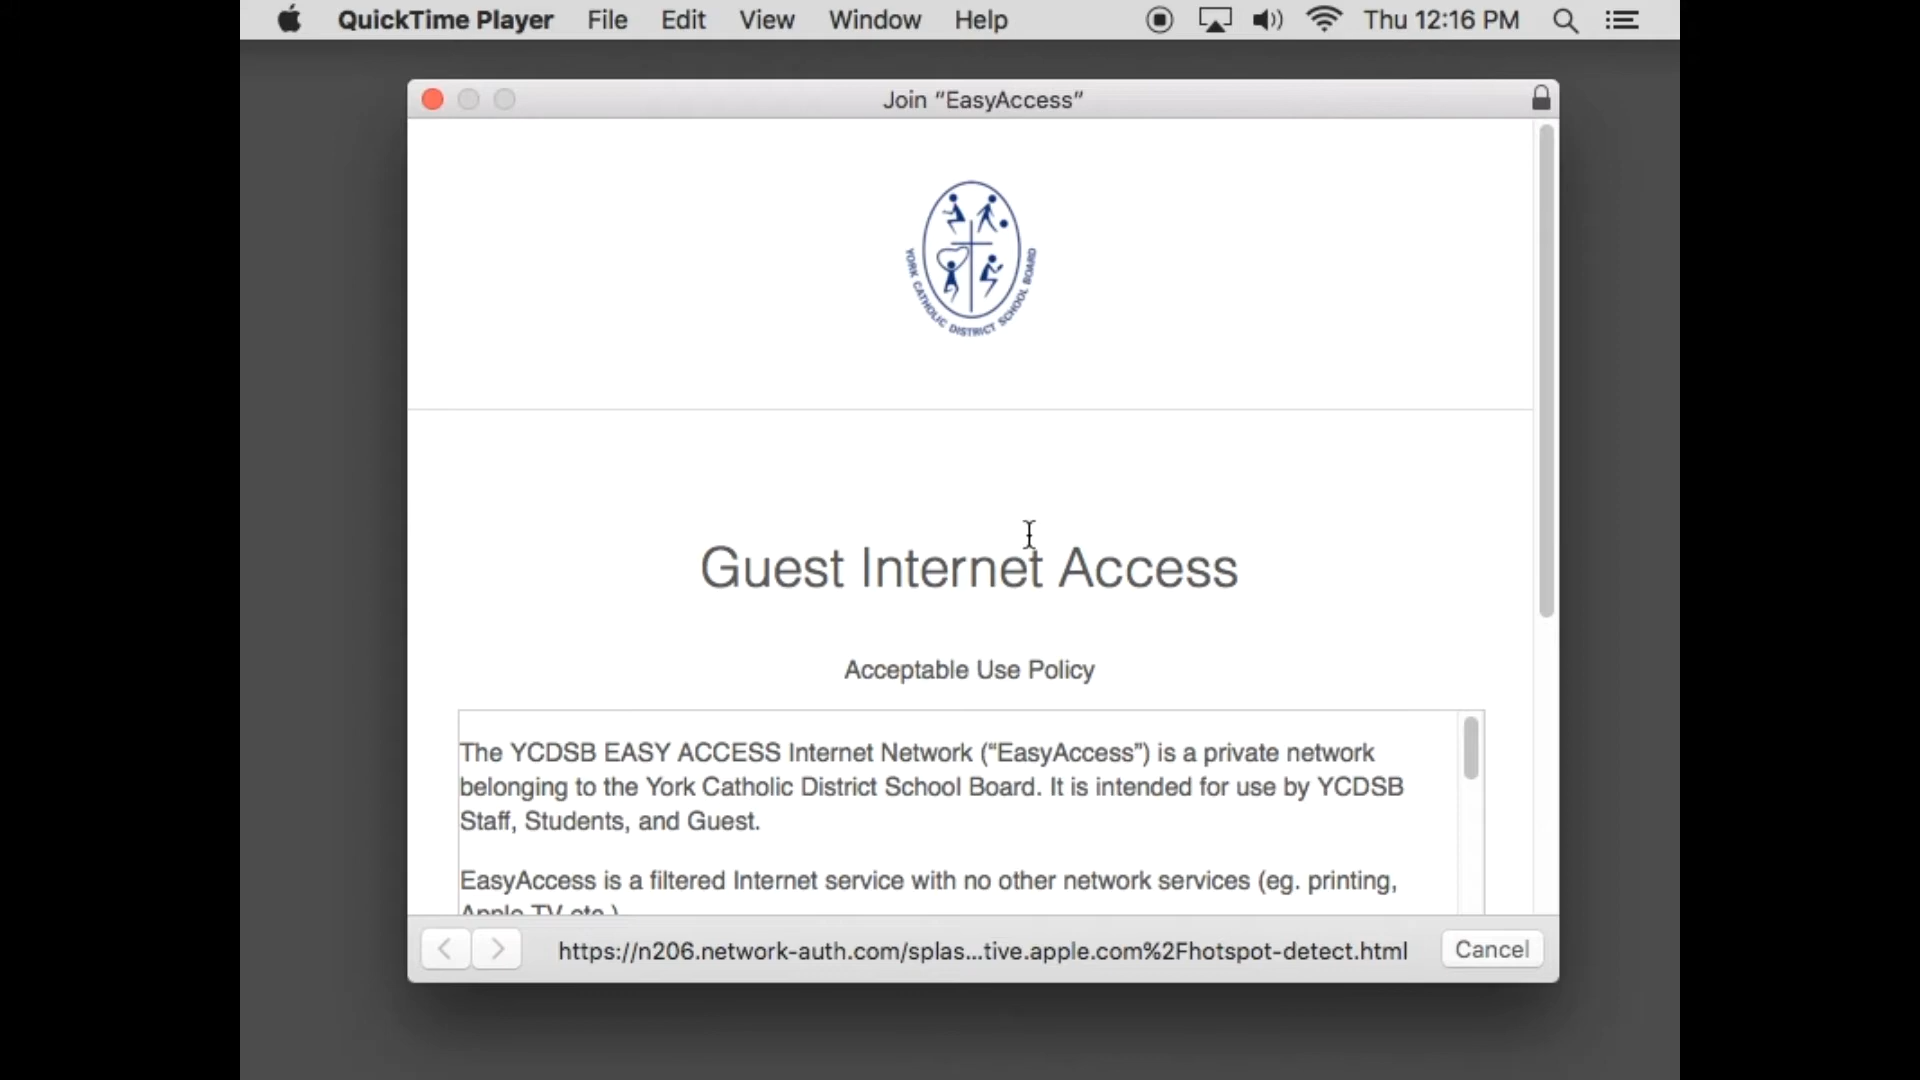 QuickTime Player File Edit View Window Help Thu 12:16 PM
Join “EasyAccess”
YORK CATHOLIC DISTRICT SCHOOL BOARD
Guest Internet Access
Acceptable Use Policy
The YCDSB EASY ACCESS Internet Network (“EasyAccess”) is a private network
belonging to the York Catholic District School Board. It is intended for use by YCDSB
Staff, Students, and Guest.
EasyAccess is a filtered Internet service with no other network services (eg. printing,
Apple TV etc.)
https://n206.network-auth.com/splas...tive.apple.com%2Fhotspot-detect.html
Cancel